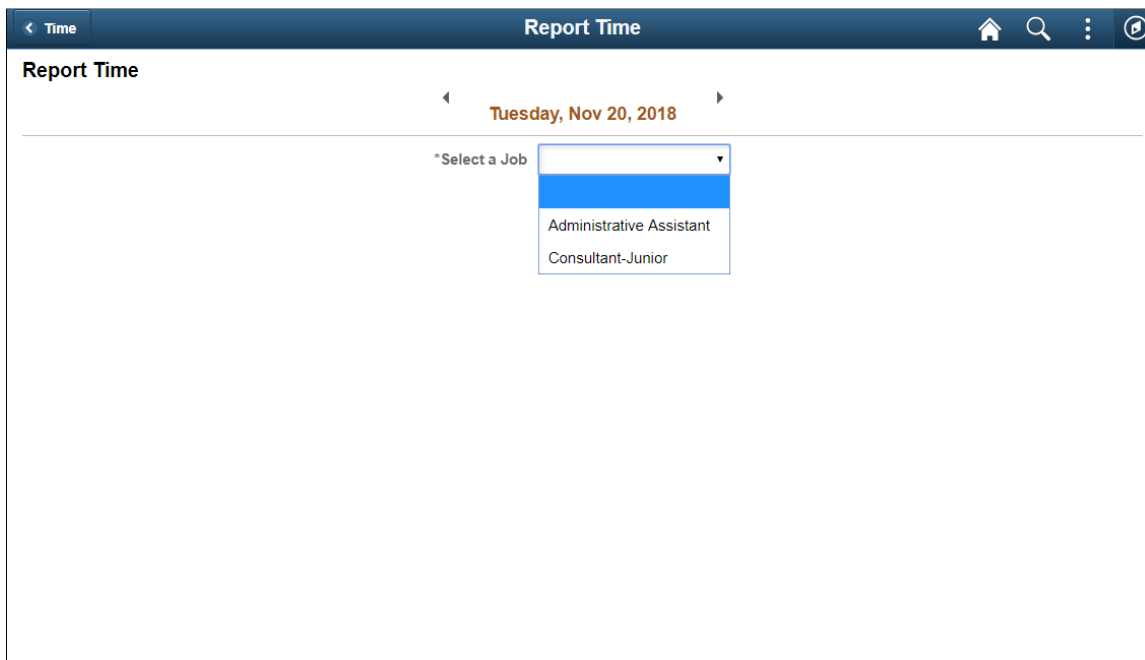 Time
Report Time
Report Time
Tuesday, Nov 20, 2018
*Select a Job
Administrative Assistant
Consultant-Junior